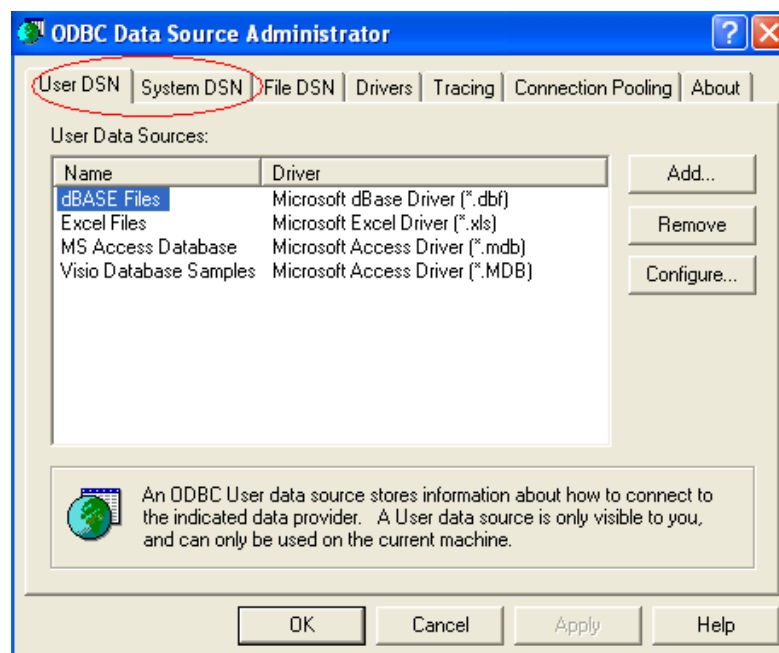 ODBC Data Source Administrator
User DSN System DSN File DSN Drivers Tracing Connection Pooling About
User Data Sources:
Name Driver
dBASE Files Microsoft dBase Driver (*.dbf)
Excel Files Microsoft Excel Driver (*.xls)
MS Access Database Microsoft Access Driver (*.mdb)
Visio Database Samples Microsoft Access Driver (*.MDB)
Add...
Remove
Configure...
An ODBC User data source stores information about how to connect to
the indicated data provider. A User data source is only visible to you,
and can only be used on the current machine.
OK Cancel Apply Help